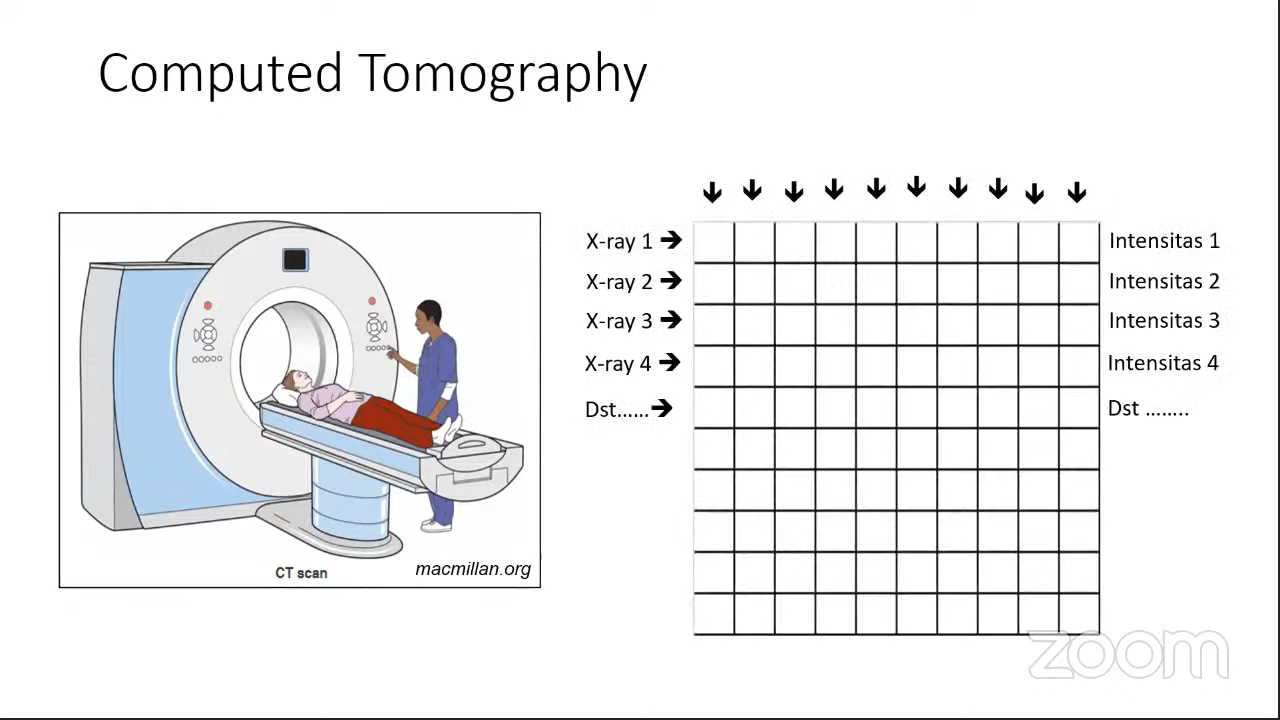 Computed Tomography
X-ray 1 → Intensitas 1
X-ray 2 → Intensitas 2
X-ray 3 → Intensitas 3
X-ray 4 → Intensitas 4
Dst......→ Dst ........
CT scan
macmillan.org
zoom